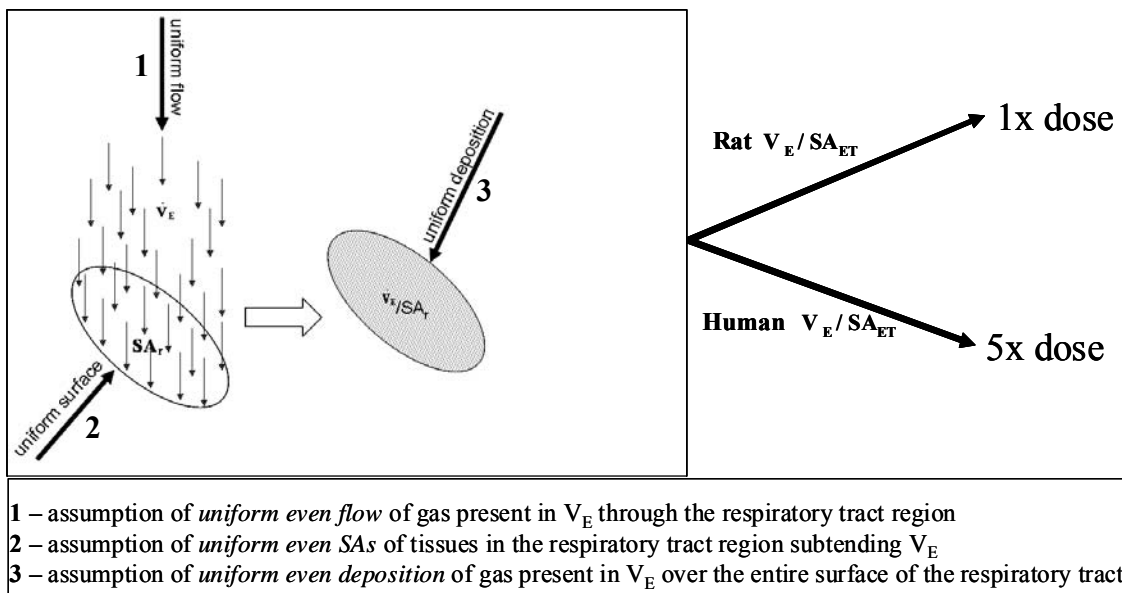 1
uniform flow
V̇E
SAr
uniform surface
2
uniform deposition
3
V̇E/SAr
Rat VE / SAET
1x dose
Human VE / SAET
5x dose
1 – assumption of uniform even flow of gas present in VE through the respiratory tract region
2 – assumption of uniform even SAs of tissues in the respiratory tract region subtending VE
3 – assumption of uniform even deposition of gas present in VE over the entire surface of the respiratory tract